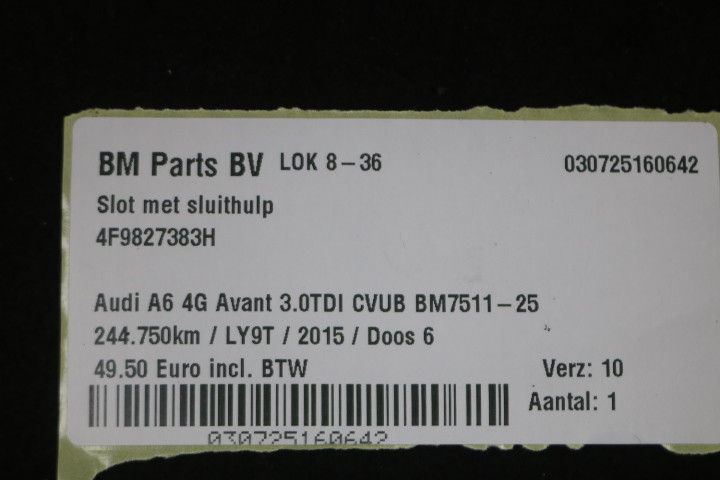 BM Parts BV LOK 8-36 030725160642
Slot met sluithulp
4F9827383H
Audi A6 4G Avant 3.0TDI CVUB BM7511-25
244.750km / LY9T / 2015 / Doos 6
49.50 Euro incl. BTW Verz: 10
Aantal: 1
030725160642